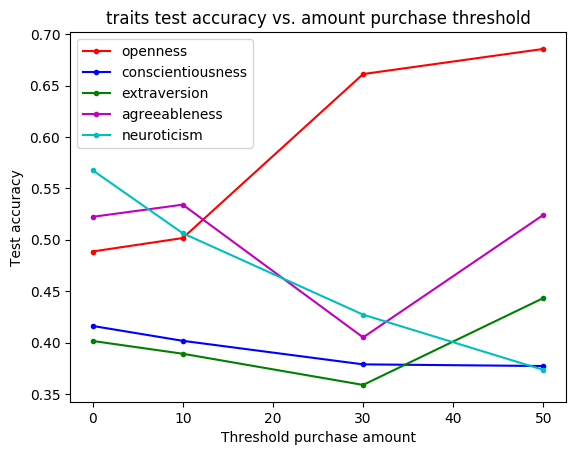 traits test accuracy vs. amount purchase threshold
0.70
0.65
0.60
0.55
0.50
0.45
0.40
0.35
Test accuracy
openness
conscientiousness
extraversion
agreeableness
neuroticism
0 10 20 30 40 50
Threshold purchase amount